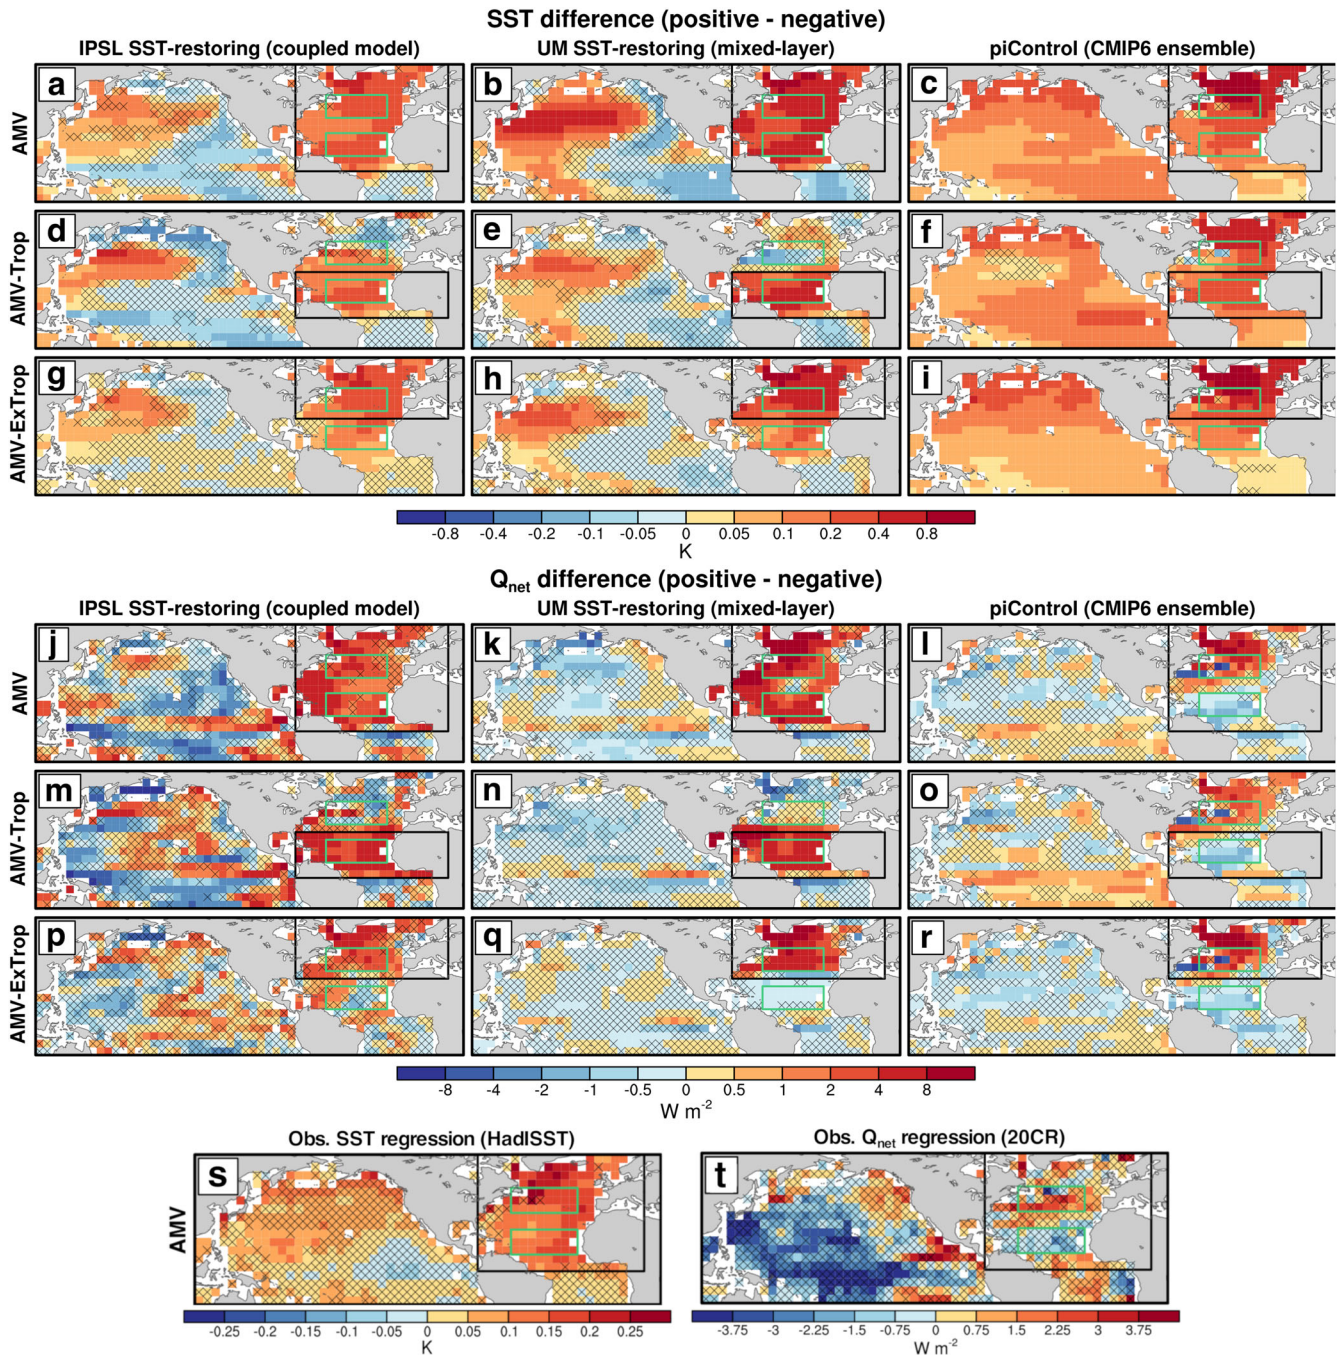 SST difference (positive - negative)
IPSL SST-restoring (coupled model) UM SST-restoring (mixed-layer) piControl (CMIP6 ensemble)
AMV a b c
AMV-Trop d e f
AMV-ExTrop g h i
-0.8 -0.4 -0.2 -0.1 -0.05 0 0.05 0.1 0.2 0.4 0.8
K
Qnet difference (positive - negative)
IPSL SST-restoring (coupled model) UM SST-restoring (mixed-layer) piControl (CMIP6 ensemble)
AMV j k l
AMV-Trop m n o
AMV-ExTrop p q r
-8 -4 -2 -1 -0.5 0 0.5 1 2 4 8
W m-2
Obs. SST regression (HadISST) Obs. Qnet regression (20CR)
AMV s t
-0.25 -0.2 -0.15 -0.1 -0.05 0 0.05 0.1 0.15 0.2 0.25 -3.75 -3 -2.25 -1.5 -0.75 0 0.75 1.5 2.25 3 3.75
K W m-2